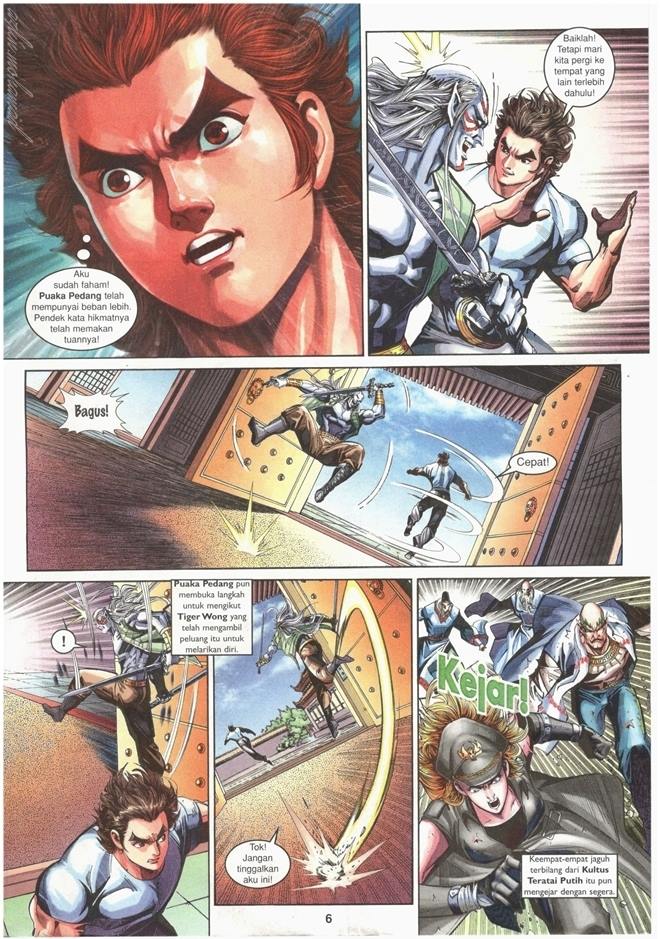 Aku
sudah faham!
Puaka Pedang telah
mempunyai beban lebih.
Pendek kata hikmatnya
telah memakan
tuannya!
Baiklah!
Tetapi mari
kita pergi ke
tempat yang
lain terlebih
dahulu!
Bagus!
Cepat!
!
Puaka Pedang pun
membuka langkah
untuk mengikut
Tiger Wong yang
telah mengambil
peluang itu untuk
melarikan diri.
Tok!
Jangan
tinggalkan
aku ini!
Kejar!
Keempat-empat jaguh
terbilang dari Kultus
Teratai Putih itu pun
mengejar dengan segera.
6